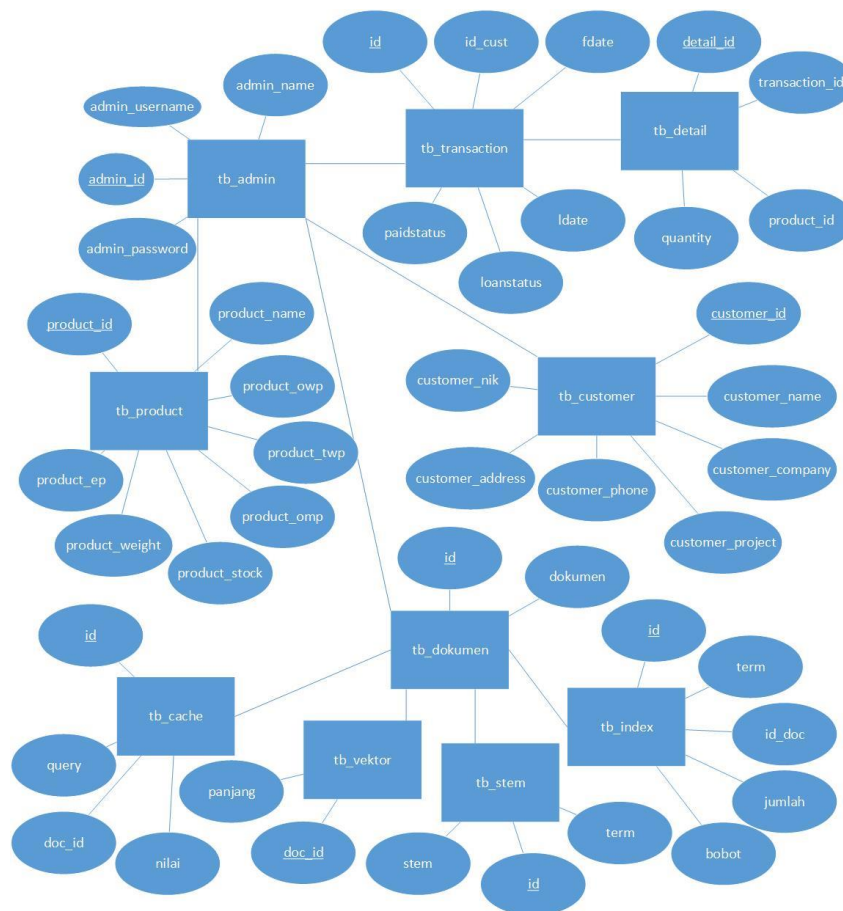 id
id_cust
fdate
detail_id
transaction_id
admin_name
admin_username
tb_transaction
tb_detail
tb_admin
admin_id
paidstatus
ldate
quantity
product_id
admin_password
loanstatus
product_id
product_name
customer_id
product_owp
customer_nik
tb_product
tb_customer
customer_name
product_twp
product_ep
customer_address
customer_phone
customer_company
product_omp
product_weight
product_stock
customer_project
id
dokumen
id
tb_dokumen
id
term
tb_cache
tb_index
id_doc
query
tb_vektor
tb_stem
panjang
jumlah
doc_id
nilai
doc_id
stem
id
term
bobot